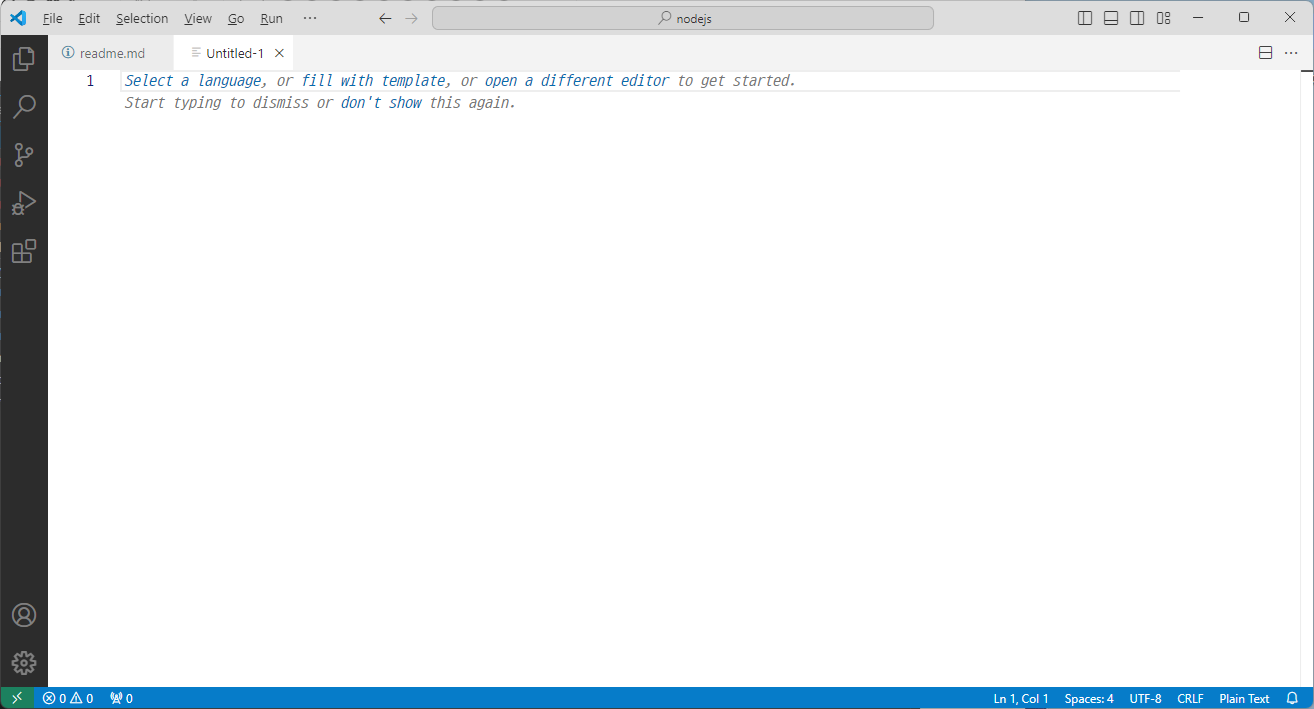 File Edit Selection View Go Run ··· nodejs
readme.md Untitled-1
1 Select a language, or fill with template, or open a different editor to get started.
Start typing to dismiss or don't show this again.
0 0 0 Ln 1, Col 1 Spaces: 4 UTF-8 CRLF Plain Text